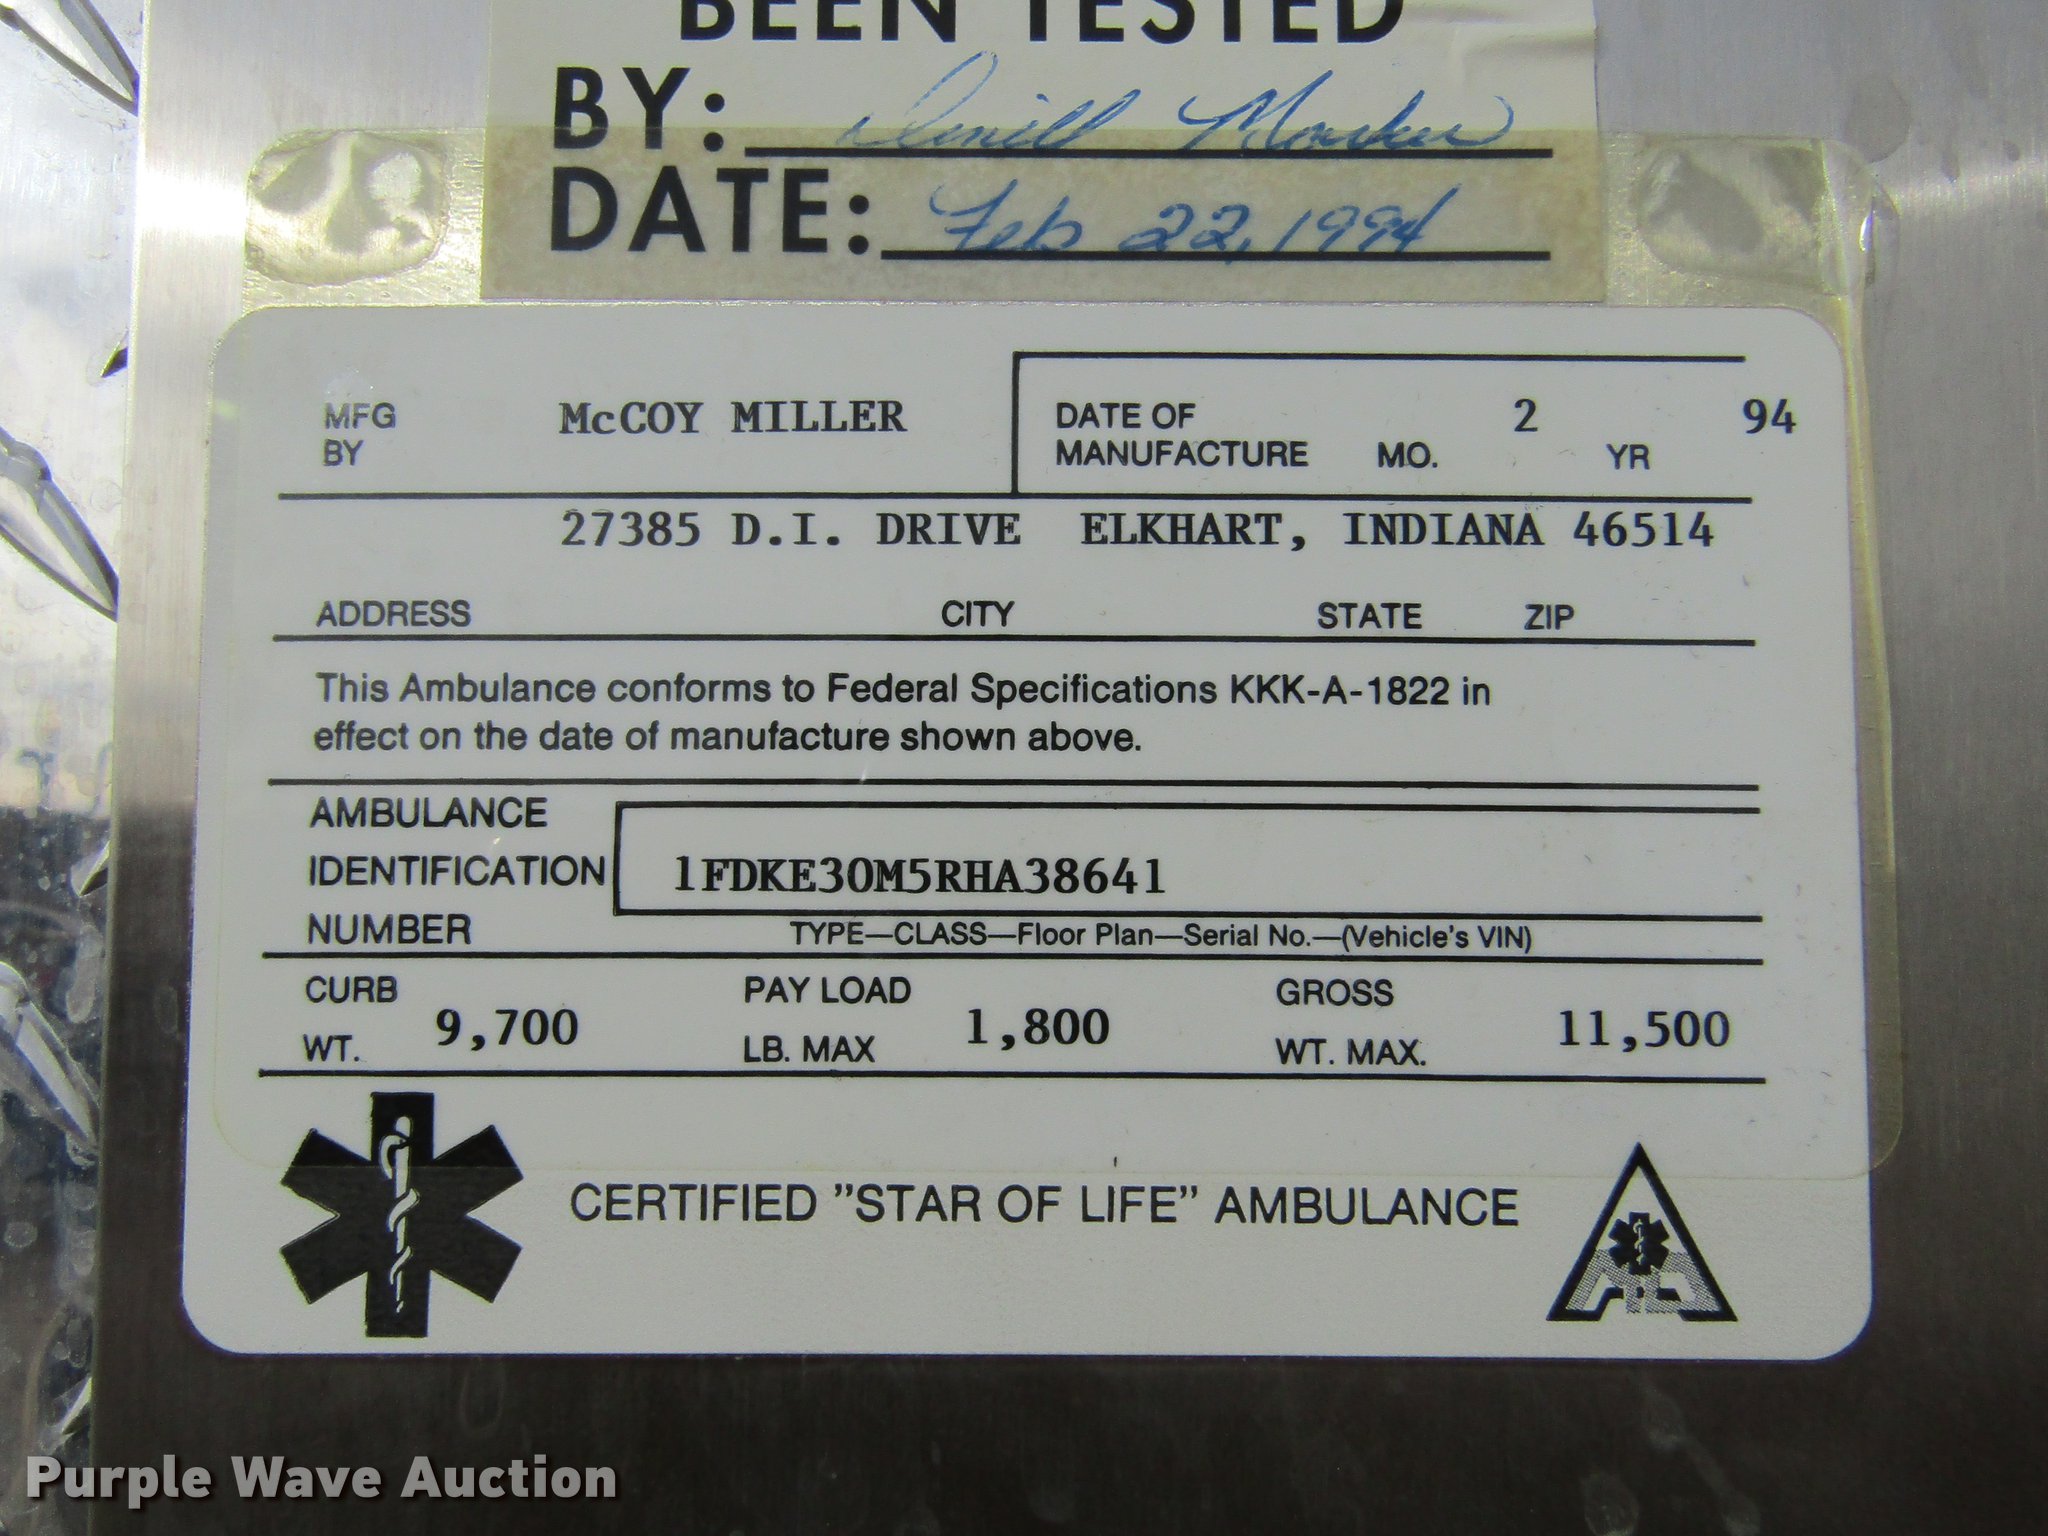 BEEN TESTED
BY:
DATE: Feb 22, 1994
MFG BY McCOY MILLER
DATE OF MANUFACTURE MO. 2 YR 94
27385 D.I. DRIVE ELKHART, INDIANA 46514
ADDRESS CITY STATE ZIP
This Ambulance conforms to Federal Specifications KKK-A-1822 in
effect on the date of manufacture shown above.
AMBULANCE
IDENTIFICATION 1FDKE30M5RHA38641
NUMBER TYPE—CLASS—Floor Plan—Serial No.—(Vehicle's VIN)
CURB WT. 9,700 PAY LOAD LB. MAX 1,800 GROSS WT. MAX. 11,500
CERTIFIED "STAR OF LIFE" AMBULANCE
Purple Wave Auction